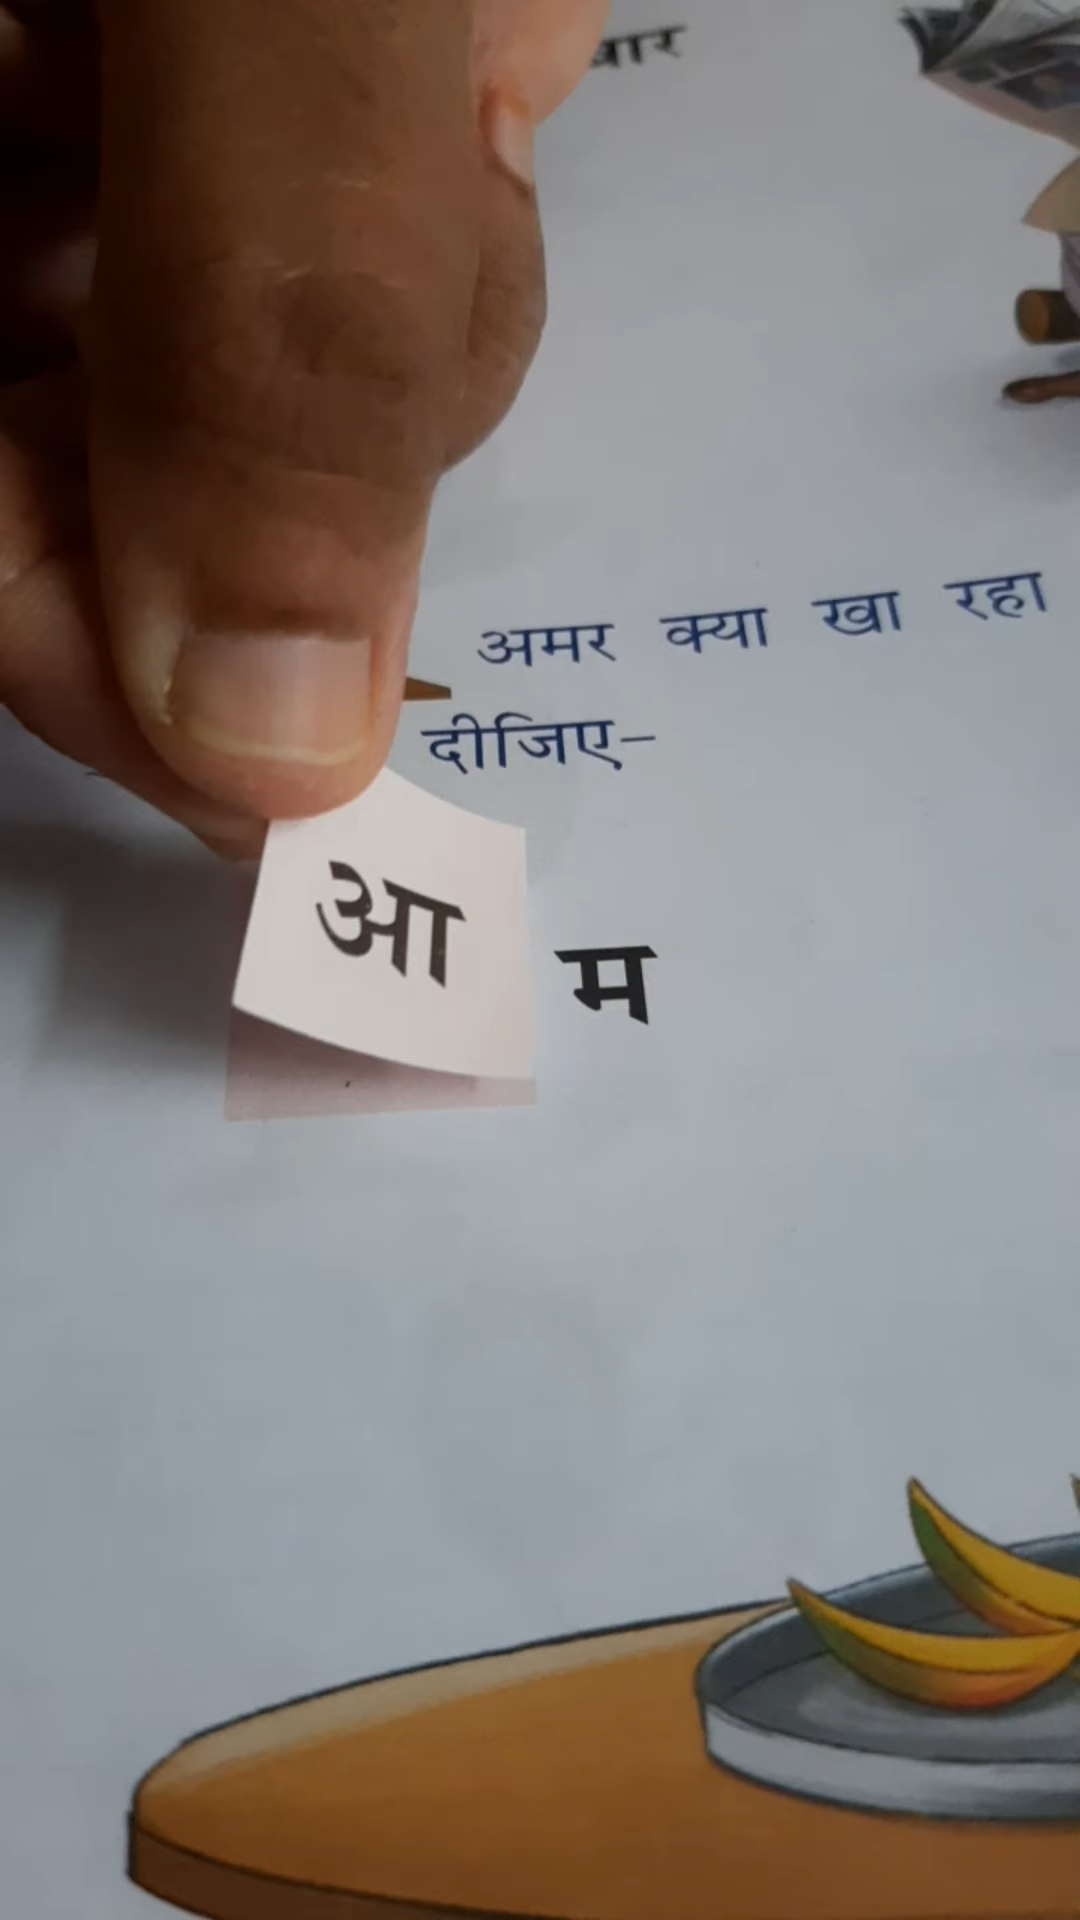 अमर क्या खा रहा
दीजिए–
आ म